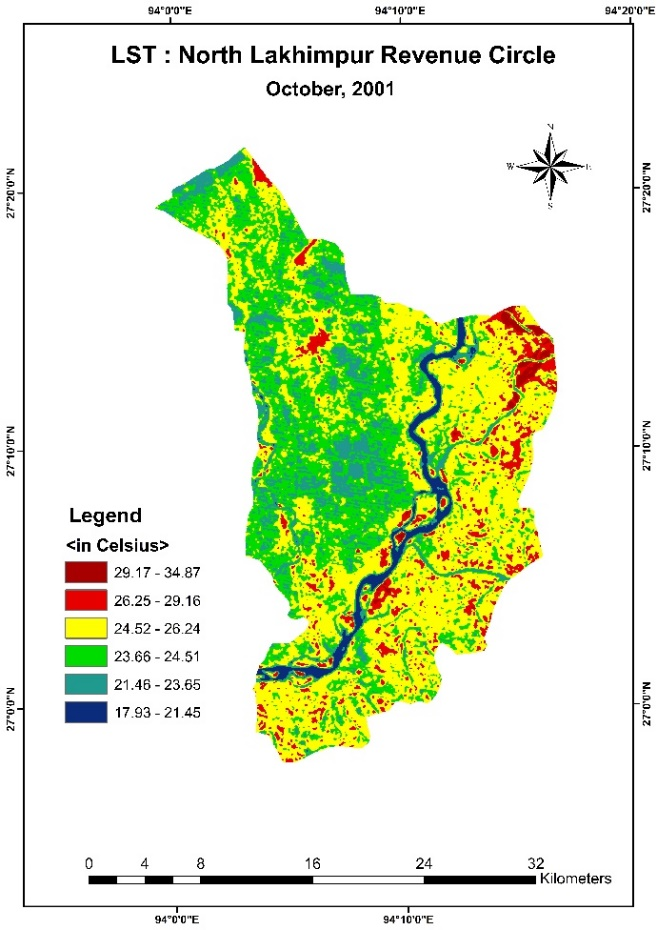 94°0'0"E 94°10'0"E 94°20'0"E
LST : North Lakhimpur Revenue Circle
October, 2001
N
W E
S
27°20'0"N 27°20'0"N
27°10'0"N 27°10'0"N
Legend
<in Celsius>
29.17 - 34.87
26.25 - 29.16
24.52 - 26.24
23.66 - 24.51
21.46 - 23.65
17.93 - 21.45
27°0'0"N 27°0'0"N
0 4 8 16 24 32
Kilometers
94°0'0"E 94°10'0"E